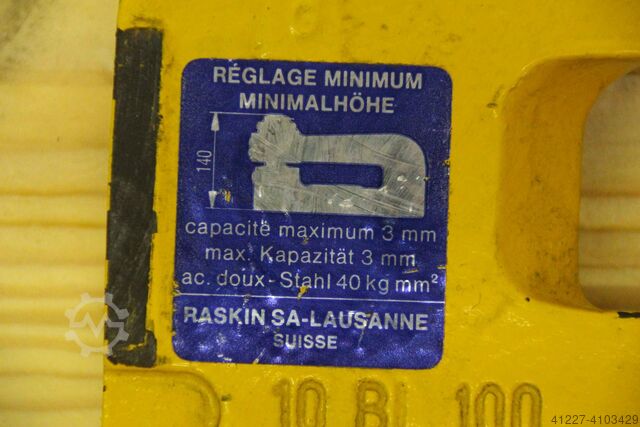 RÉGLAGE MINIMUM
MINIMALHÖHE
140
capacité maximum 3 mm
max. Kapazität 3 mm
ac. doux-Stahl 40 kg mm²
RASKIN SA-LAUSANNE
SUISSE
10 BL 100
41227-4103429